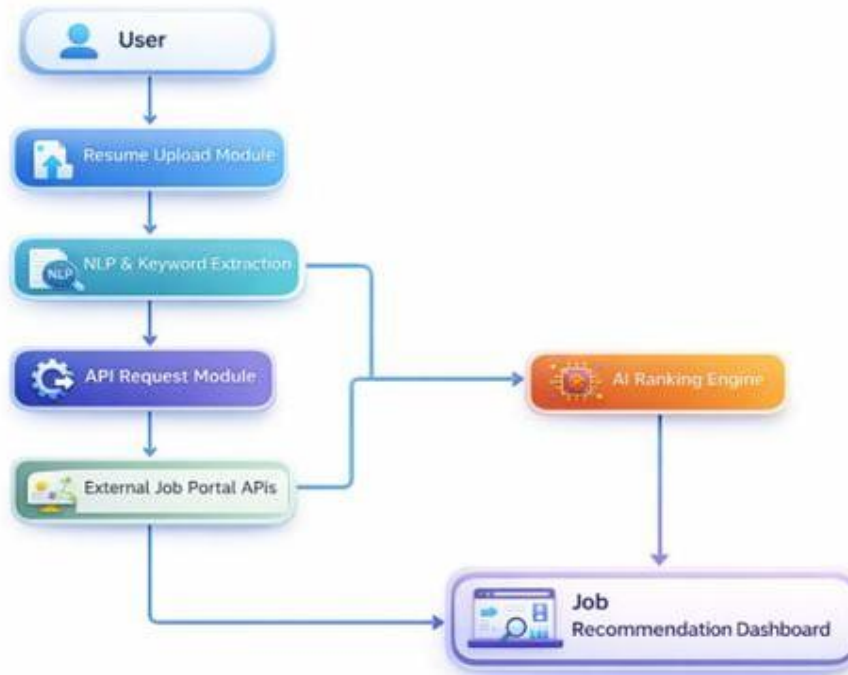 User
Resume Upload Module
NLP
NLP & Keyword Extraction
API Request Module
AI Ranking Engine
External Job Portal APIs
Job
Recommendation Dashboard